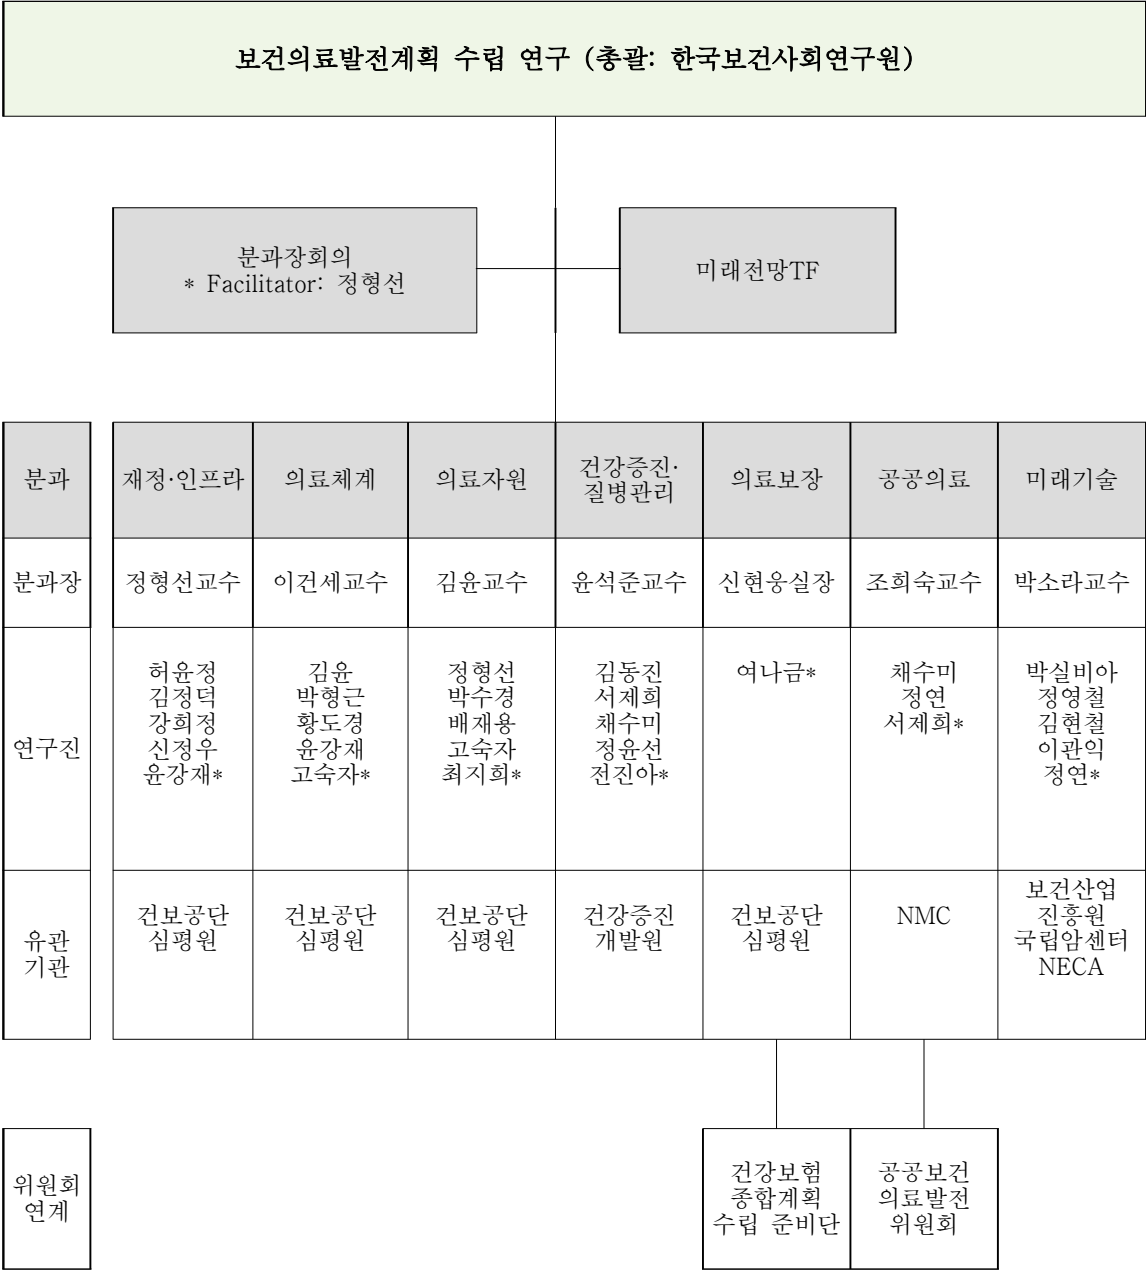 보건의료발전계획 수립 연구 (총괄: 한국보건사회연구원)
분과장회의
* Facilitator: 정형선
미래전망TF
분과
재정·인프라
의료체계
의료자원
건강증진·
질병관리
의료보장
공공의료
미래기술
분과장
정형선교수
이건세교수
김윤교수
윤석준교수
신현웅실장
조희숙교수
박소라교수
연구진
허윤정
김정덕
강희정
신정우
윤강재*
김윤
박형근
황도경
윤강재
고숙자*
정형선
박수경
배재용
고숙자
최지희*
김동진
서제희
채수미
정윤선
전진아*
여나금*
채수미
정연
서제희*
박실비아
정영철
김현철
이관익
정연*
유관
기관
건보공단
심평원
건보공단
심평원
건보공단
심평원
건강증진
개발원
건보공단
심평원
NMC
보건산업
진흥원
국립암센터
NECA
위원회
연계
건강보험
종합계획
수립 준비단
공공보건
의료발전
위원회